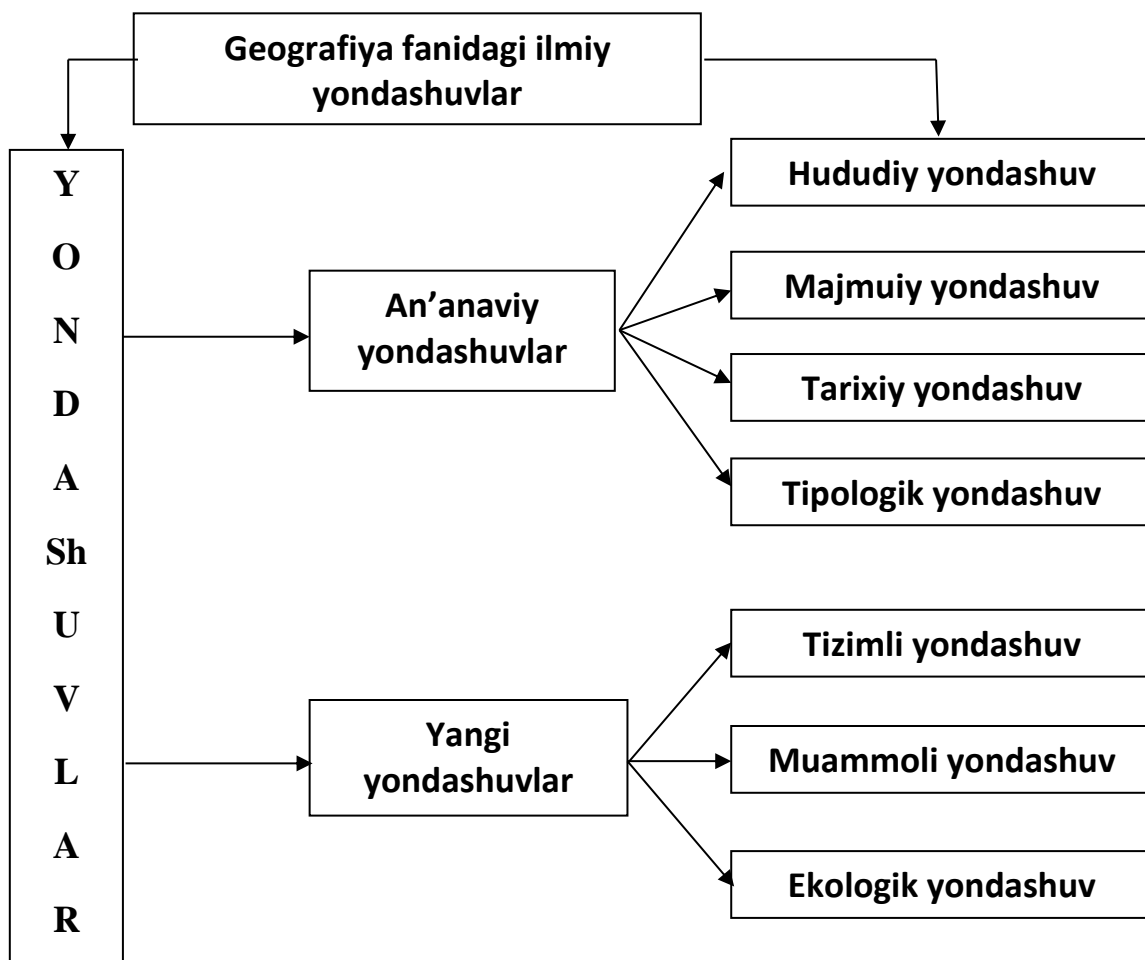 Geografiya fanidagi ilmiy
yondashuvlar
Y
O
N
D
A
Sh
U
V
L
A
R
An’anaviy
yondashuvlar
Hududiy yondashuv
Majmuiy yondashuv
Tarixiy yondashuv
Tipologik yondashuv
Yangi
yondashuvlar
Tizimli yondashuv
Muammoli yondashuv
Ekologik yondashuv